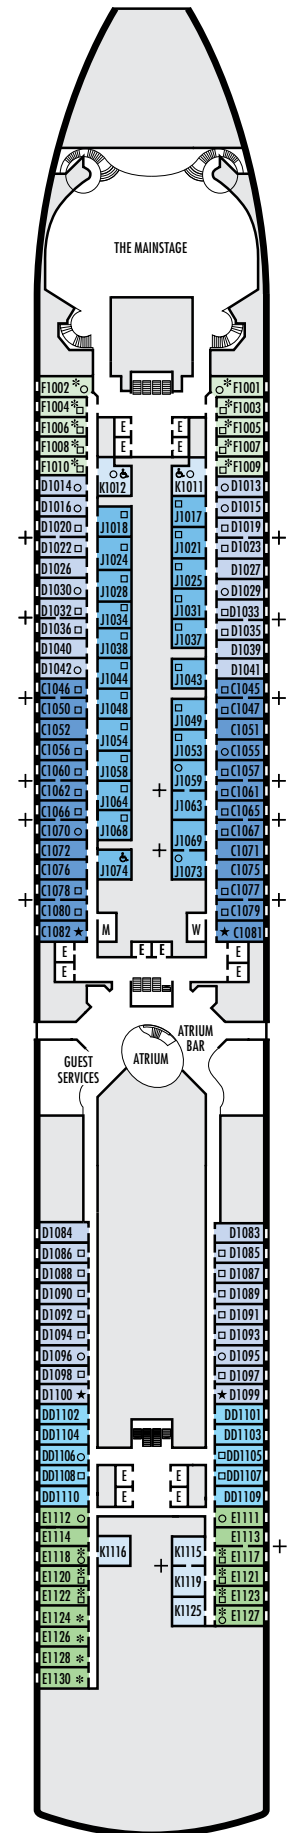 THE MAINSTAGE
F1002 F1001
F1004 F1003
E E
F1006 F1005
F1008 E E F1007
F1010 F1009
K1012 K1011
D1014 D1013
D1016 D1015
J1018 J1017
D1020 D1019
D1022 J1021 D1023
J1024
D1026 D1027
J1028 J1025
D1030 D1029
D1032 J1034 J1031 D1033
D1036 J1038 J1037 D1035
D1040 D1039
D1042 J1044 J1043 D1041
C1046 C1045
C1050 J1048 J1049 C1047
C1052 J1054 J1053 C1051
C1056 C1055
C1060 J1058 J1059 C1057
C1062 J1064 J1063 C1061
C1066 C1065
C1070 J1068 J1069 C1067
C1072 C1071
C1076 J1074 J1073 C1075
C1078 C1077
C1080 C1079
C1082 M W C1081
E E E E
E E
GUEST
SERVICES
ATRIUM
ATRIUM
BAR
D1084 D1083
D1086 D1085
D1088 D1087
D1090 D1089
D1092 D1091
D1094 D1093
D1096 D1095
D1098 D1097
D1100 D1099
DD1102 DD1101
DD1104 DD1103
DD1106 DD1105
DD1108 E E DD1107
DD1110 E E DD1109
E1112 E1111
E1114 E1113
E1118 K1116 K1115 E1117
E1120 K1119 E1121
E1122 E1123
E1124 K1125 E1127
E1126
E1128
E1130